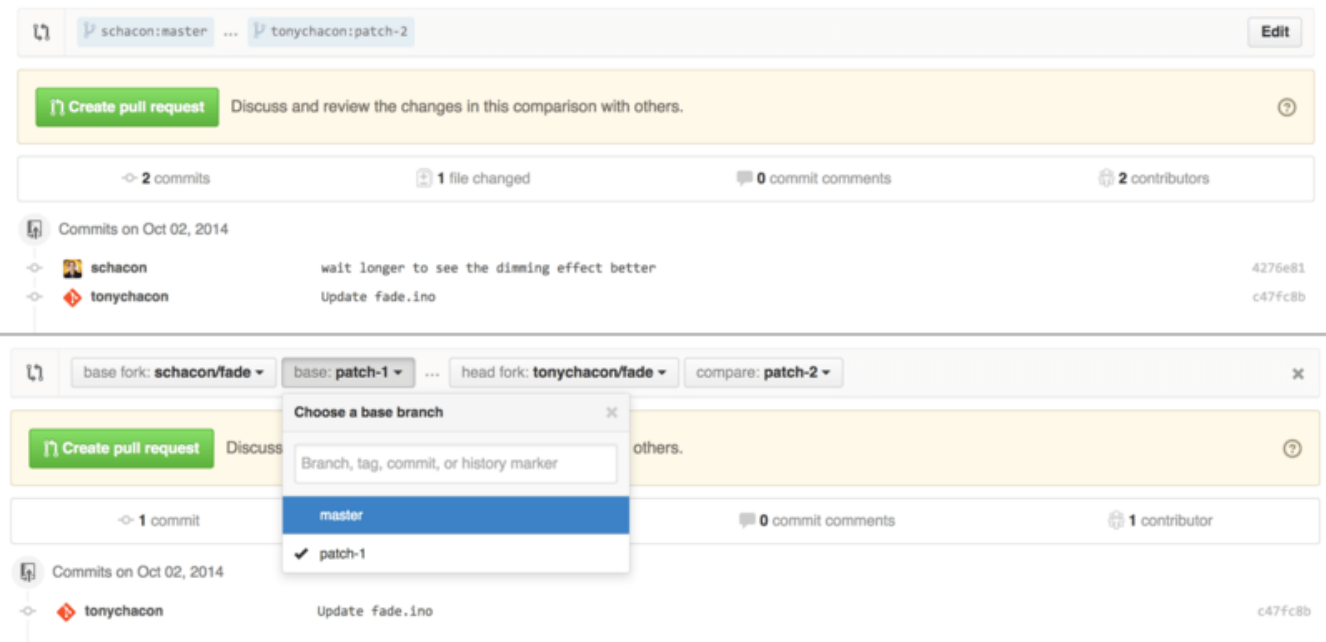 schacon:master ... tonychacon:patch-2 Edit
Create pull request Discuss and review the changes in this comparison with others.
2 commits 1 file changed 0 commit comments 2 contributors
Commits on Oct 02, 2014
schacon wait longer to see the dimming effect better 4276e81
tonychacon Update fade.ino c47fc8b
base fork: schacon/fade base: patch-1 ... head fork: tonychacon/fade compare: patch-2
Choose a base branch
Create pull request Discuss others.
Branch, tag, commit, or history marker
1 commit 0 commit comments 1 contributor
master
patch-1
Commits on Oct 02, 2014
tonychacon Update fade.ino c47fc8b